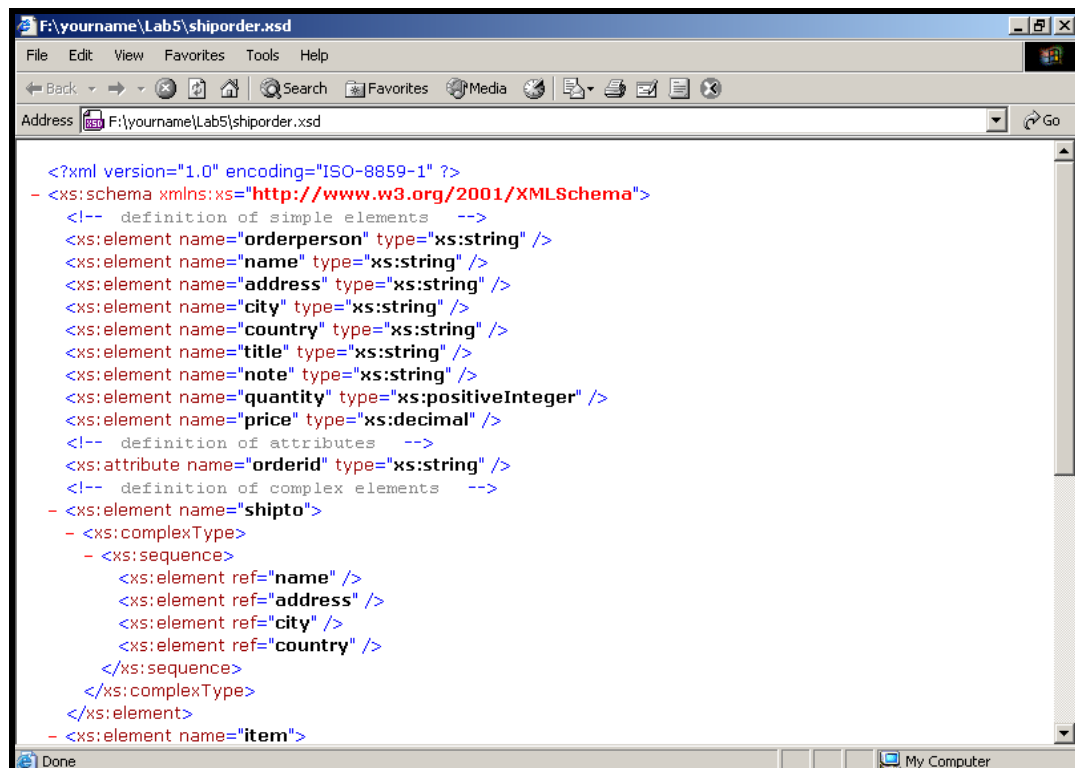 F:\yourname\Lab5\shiporder.xsd
File Edit View Favorites Tools Help
Back Search Favorites Media
Address F:\yourname\Lab5\shiporder.xsd Go
<?xml version="1.0" encoding="ISO-8859-1" ?>
- <xs:schema xmlns:xs="http://www.w3.org/2001/XMLSchema">
<!-- definition of simple elements -->
<xs:element name="orderperson" type="xs:string" />
<xs:element name="name" type="xs:string" />
<xs:element name="address" type="xs:string" />
<xs:element name="city" type="xs:string" />
<xs:element name="country" type="xs:string" />
<xs:element name="title" type="xs:string" />
<xs:element name="note" type="xs:string" />
<xs:element name="quantity" type="xs:positiveInteger" />
<xs:element name="price" type="xs:decimal" />
<!-- definition of attributes -->
<xs:attribute name="orderid" type="xs:string" />
<!-- definition of complex elements -->
- <xs:element name="shipto">
- <xs:complexType>
- <xs:sequence>
<xs:element ref="name" />
<xs:element ref="address" />
<xs:element ref="city" />
<xs:element ref="country" />
</xs:sequence>
</xs:complexType>
</xs:element>
- <xs:element name="item">
Done My Computer